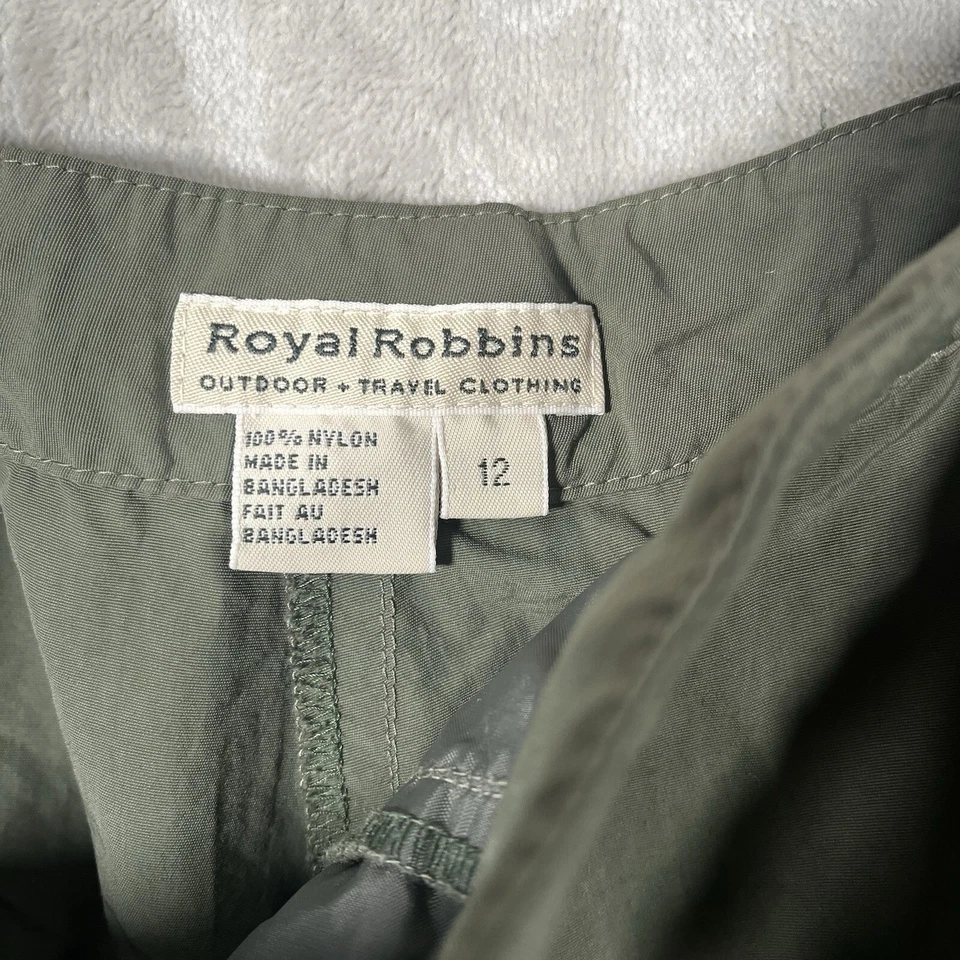 Royal Robbins
OUTDOOR + TRAVEL CLOTHING
100% NYLON
MADE IN
BANGLADESH
FAIT AU
BANGLADESH
12